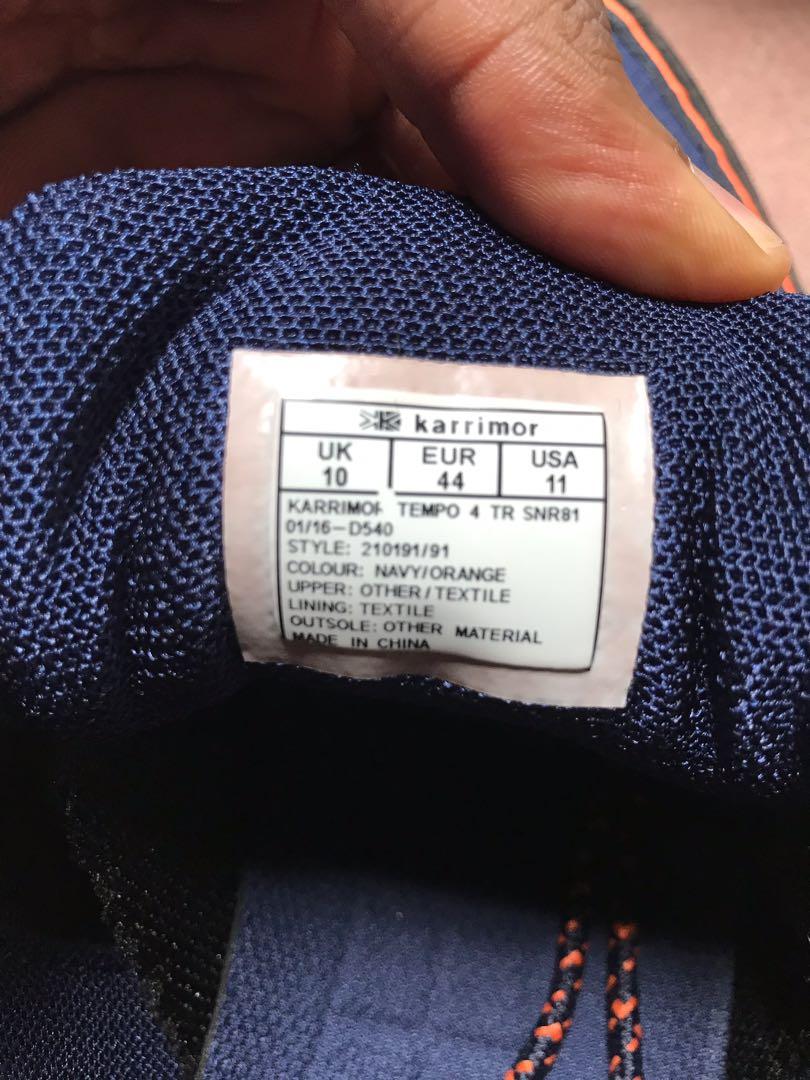 karrimor
UK EUR USA
10 44 11
KARRIMOR TEMPO 4 TR SNR81
01/16-D540
STYLE: 210191/91
COLOUR: NAVY/ORANGE
UPPER: OTHER/TEXTILE
LINING: TEXTILE
OUTSOLE: OTHER MATERIAL
MADE IN CHINA